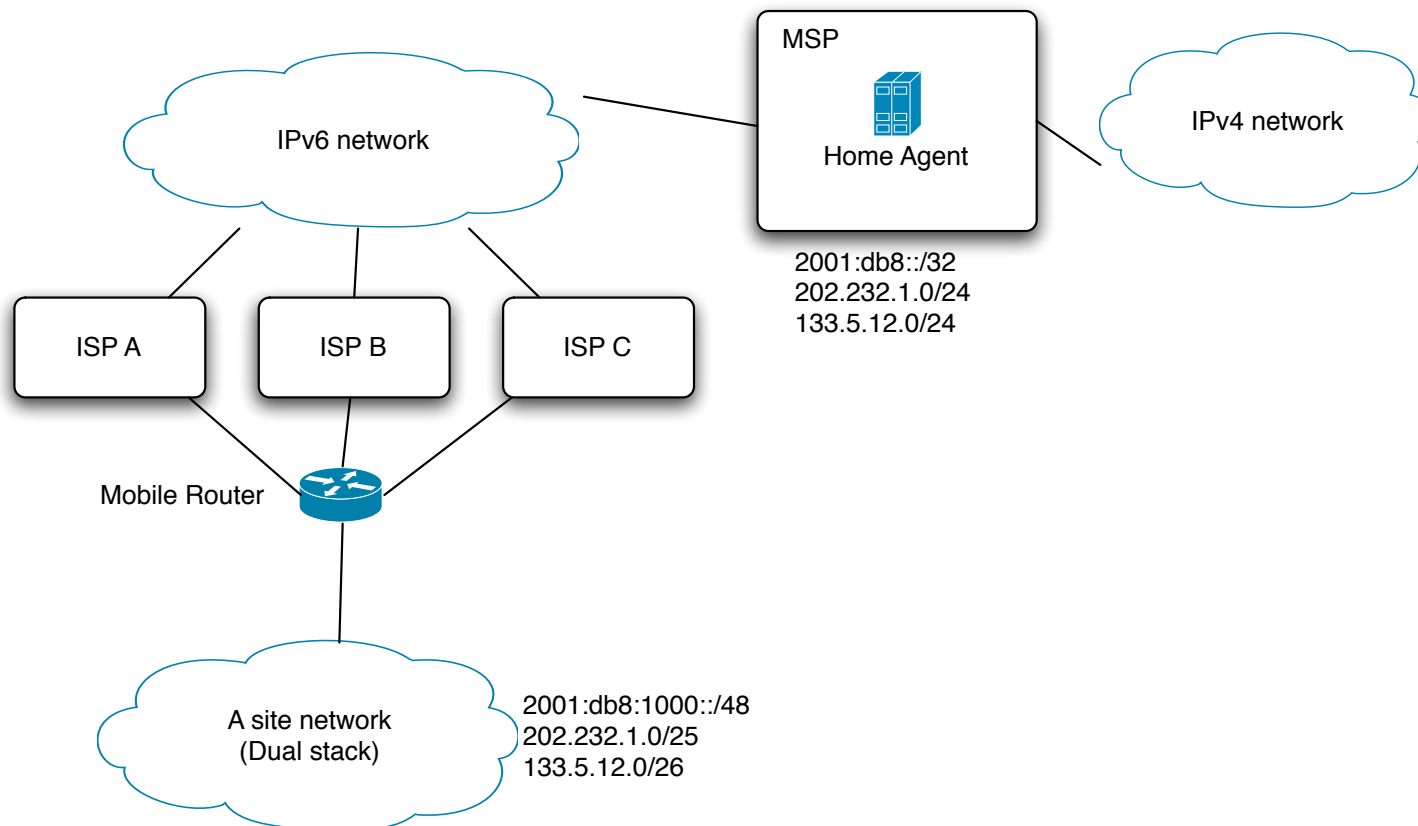 MSP
Home Agent
IPv6 network
IPv4 network
2001:db8::/32
202.232.1.0/24
133.5.12.0/24
ISP A
ISP B
ISP C
Mobile Router
A site network
(Dual stack)
2001:db8:1000::/48
202.232.1.0/25
133.5.12.0/26